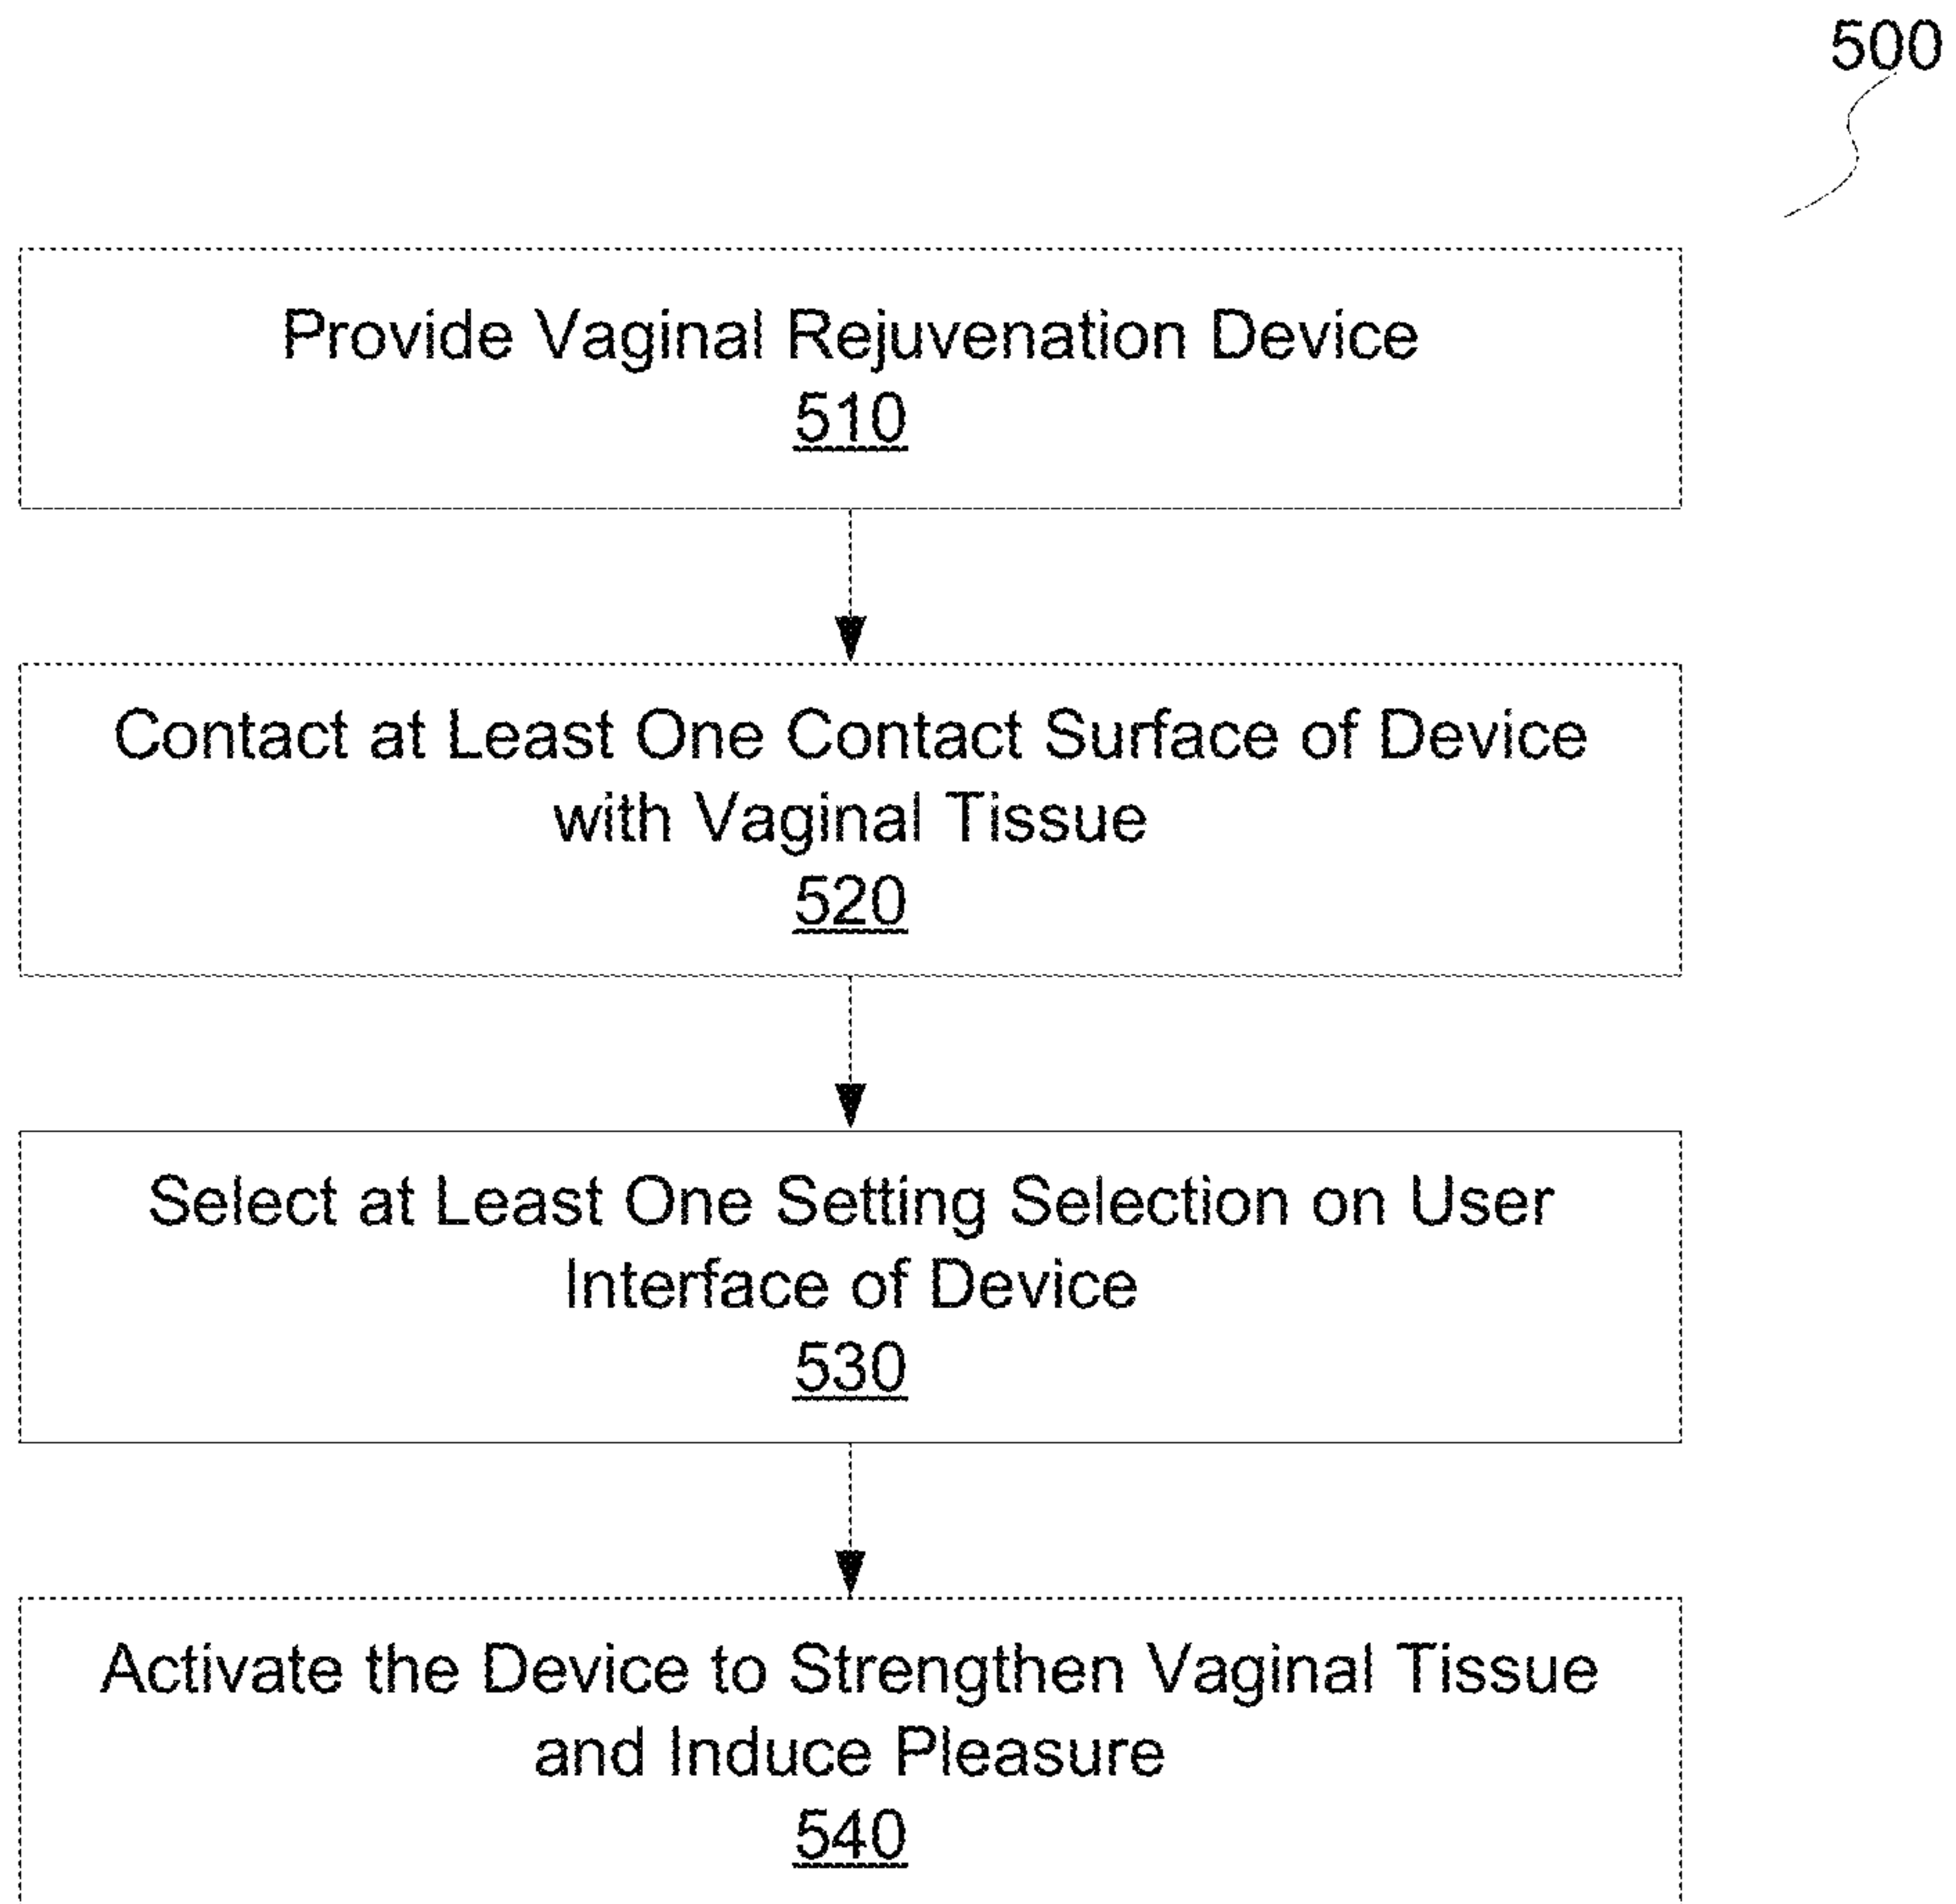 500
Provide Vaginal Rejuvenation Device
510
Contact at Least One Contact Surface of Device
with Vaginal Tissue
520
Select at Least One Setting Selection on User
Interface of Device
530
Activate the Device to Strengthen Vaginal Tissue
and Induce Pleasure
540